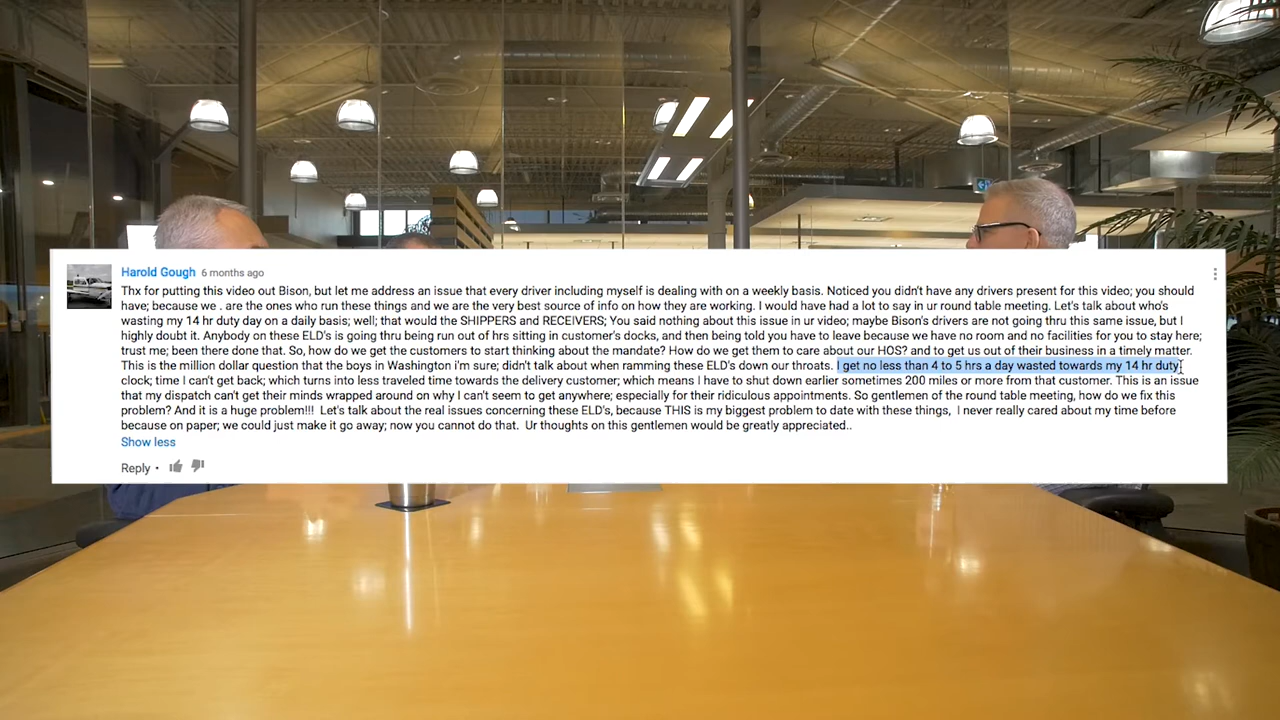 Harold Gough 6 months ago
Thx for putting this video out Bison, but let me address an issue that every driver including myself is dealing with on a weekly basis. Noticed you didn't have any drivers present for this video; you should
have; because we . are the ones who run these things and we are the very best source of info on how they are working. I would have had a lot to say in ur round table meeting. Let's talk about who's
wasting my 14 hr duty day on a daily basis; well; that would the SHIPPERS and RECEIVERS; You said nothing about this issue in ur video; maybe Bison's drivers are not going thru this same issue, but I
highly doubt it. Anybody on these ELD's is going thru being run out of hrs sitting in customer's docks, and then being told you have to leave because we have no room and no facilities for you to stay here;
trust me; been there done that. So, how do we get the customers to start thinking about the mandate? How do we get them to care about our HOS? and to get us out of their business in a timely matter.
This is the million dollar question that the boys in Washington i'm sure; didn't talk about when ramming these ELD's down our throats. I get no less than 4 to 5 hrs a day wasted towards my 14 hr duty
clock; time I can't get back; which turns into less traveled time towards the delivery customer; which means I have to shut down earlier sometimes 200 miles or more from that customer. This is an issue
that my dispatch can't get their minds wrapped around on why I can't seem to get anywhere; especially for their ridiculous appointments. So gentlemen of the round table meeting, how do we fix this
problem? And it is a huge problem!!! Let's talk about the real issues concerning these ELD's, because THIS is my biggest problem to date with these things, I never really cared about my time before
because on paper; we could just make it go away; now you cannot do that. Ur thoughts on this gentlemen would be greatly appreciated..
Show less
Reply •